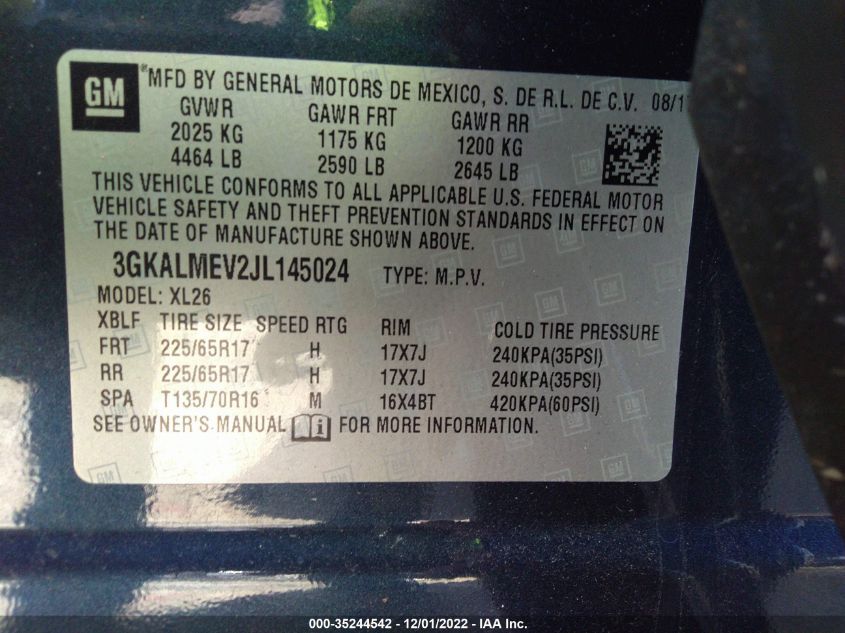 GM ® MFD BY GENERAL MOTORS DE MEXICO, S. DE R.L. DE C.V. 08/1
GVWR GAWR FRT GAWR RR
2025 KG 1175 KG 1200 KG
4464 LB 2590 LB 2645 LB
THIS VEHICLE CONFORMS TO ALL APPLICABLE U.S. FEDERAL MOTOR
VEHICLE SAFETY AND THEFT PREVENTION STANDARDS IN EFFECT ON
THE DATE OF MANUFACTURE SHOWN ABOVE.
3GKALMEV2JL145024 TYPE: M.P.V.
MODEL: XL26
XBLF TIRE SIZE SPEED RTG RIM COLD TIRE PRESSURE
FRT 225/65R17 H 17X7J 240KPA(35PSI)
RR 225/65R17 H 17X7J 240KPA(35PSI)
SPA T135/70R16 M 16X4BT 420KPA(60PSI)
SEE OWNER'S MANUAL FOR MORE INFORMATION.
000-35244542 - 12/01/2022 - IAA Inc.